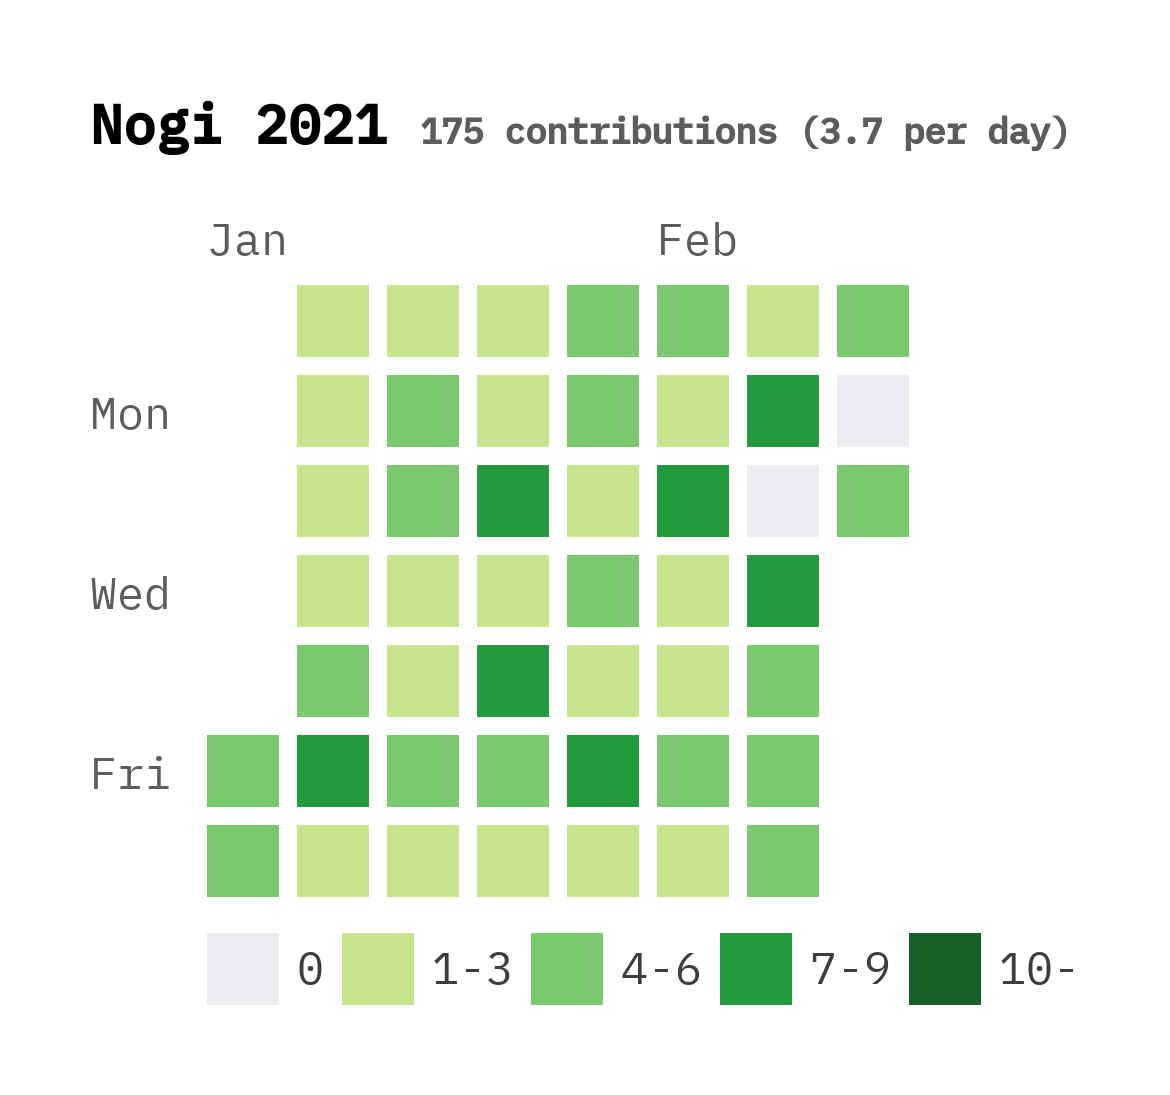 Nogi 2021 175 contributions (3.7 per day)
Jan Feb
Mon
Wed
Fri
0 1-3 4-6 7-9 10-